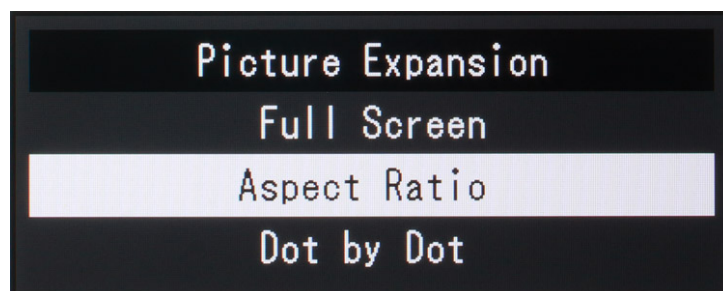 Picture Expansion
Full Screen
Aspect Ratio
Dot by Dot